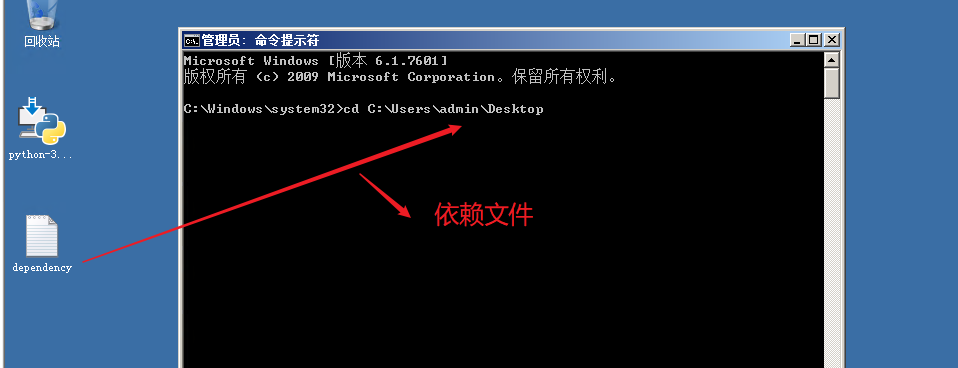 回收站
python-3...
dependency
管理员: 命令提示符
Microsoft Windows [版本 6.1.7601]
版权所有 (c) 2009 Microsoft Corporation。保留所有权利。
C:\Windows\system32>cd C:\Users\admin\Desktop
依赖文件